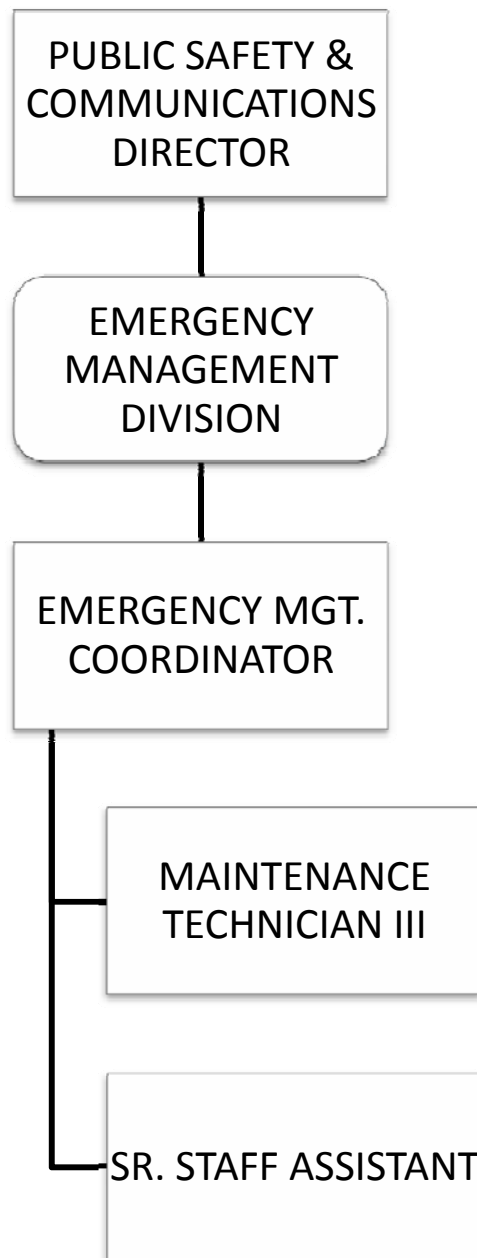 PUBLIC SAFETY &
COMMUNICATIONS
DIRECTOR
EMERGENCY
MANAGEMENT
DIVISION
EMERGENCY MGT.
COORDINATOR
MAINTENANCE
TECHNICIAN III
SR. STAFF ASSISTANT